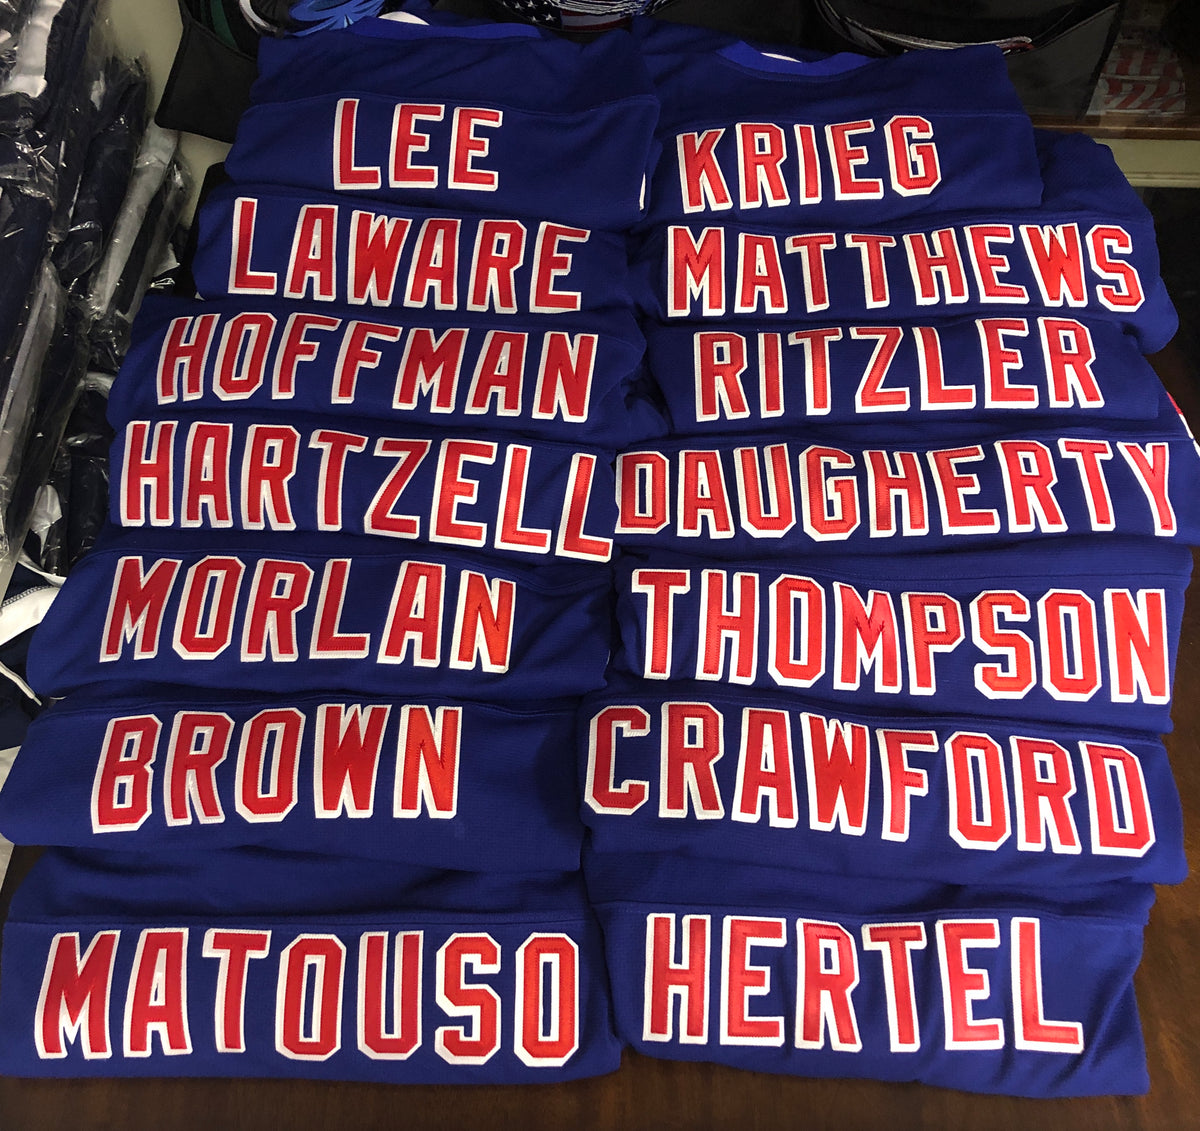 LEE
LAWARE
HOFFMAN
HARTZELL
MORLAN
BROWN
MATOUSO
KRIEG
MATTHEWS
RITZLER
DAUGHERTY
THOMPSON
CRAWFORD
HERTEL